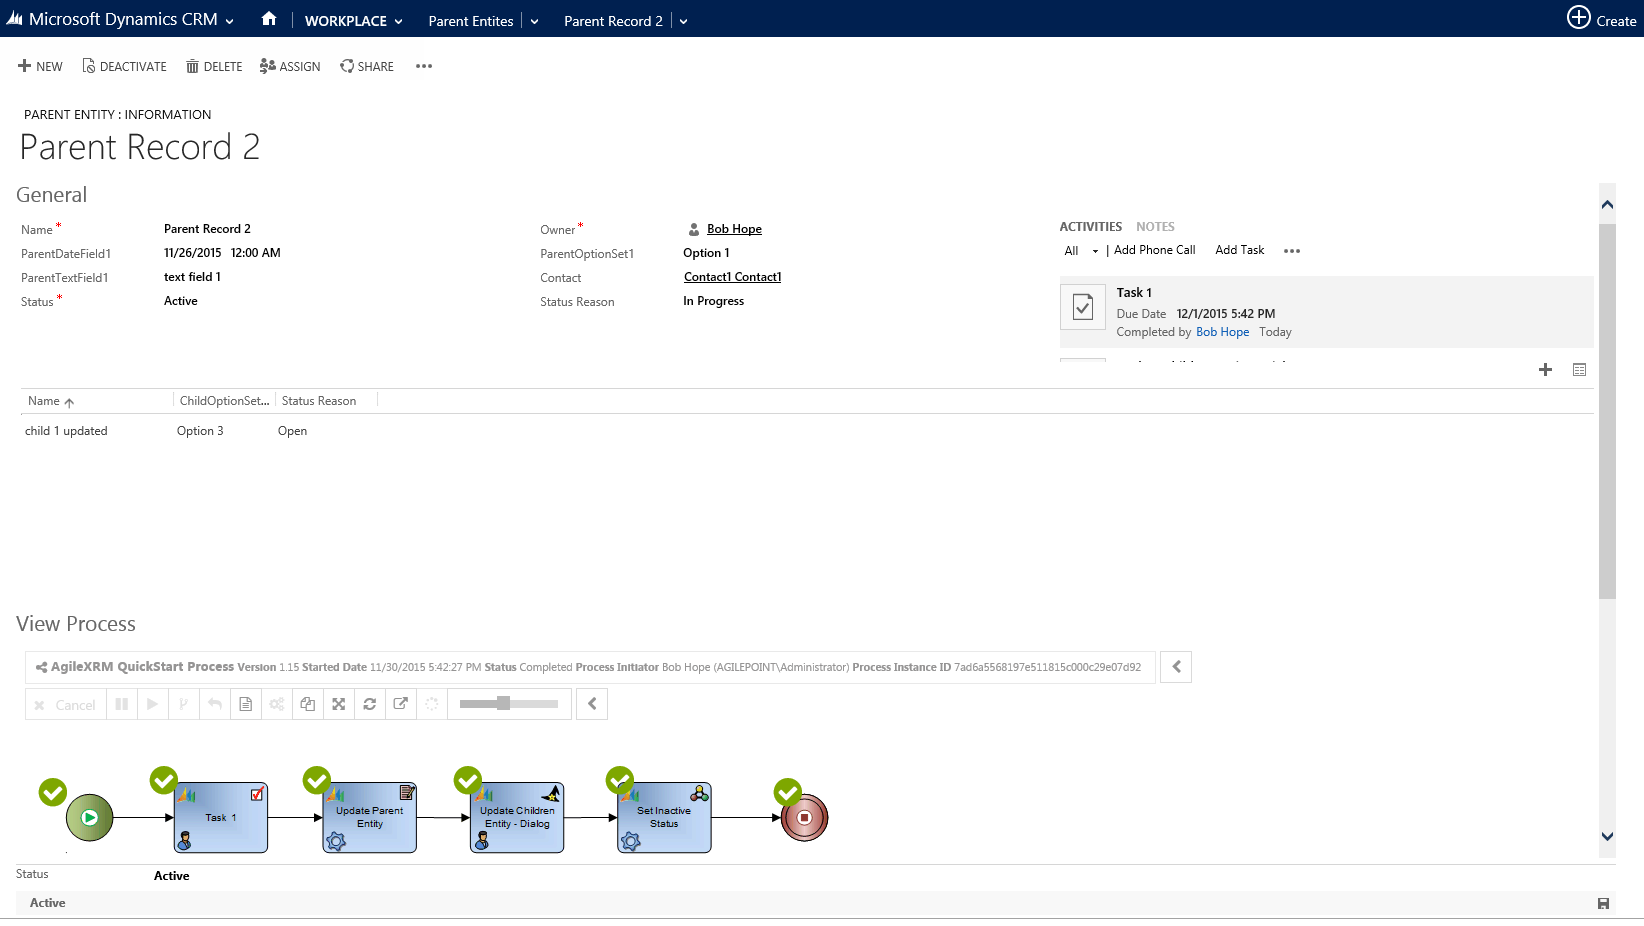 Microsoft Dynamics CRM WORKPLACE Parent Entites Parent Record 2 Create
NEW DEACTIVATE DELETE ASSIGN SHARE
PARENT ENTITY : INFORMATION
Parent Record 2
General
Name * Parent Record 2
ParentDateField1 11/26/2015 12:00 AM
ParentTextField1 text field 1
Status * Active
Owner * Bob Hope
ParentOptionSet1 Option 1
Contact Contact1 Contact1
Status Reason In Progress
ACTIVITIES NOTES
All | Add Phone Call Add Task
Task 1
Due Date 12/1/2015 5:42 PM
Completed by Bob Hope Today
Name ChildOptionSet... Status Reason
child 1 updated Option 3 Open
View Process
AgileXRM QuickStart Process Version 1.15 Started Date 11/30/2015 5:42:27 PM Status Completed Process Initiator Bob Hope (AGILEPOINT\Administrator) Process Instance ID 7ad6a5568197e511815c000c29e07d92
Cancel
Task 1
Update Parent
Entity
Update Children
Entity - Dialog
Set Inactive
Status
Status Active
Active